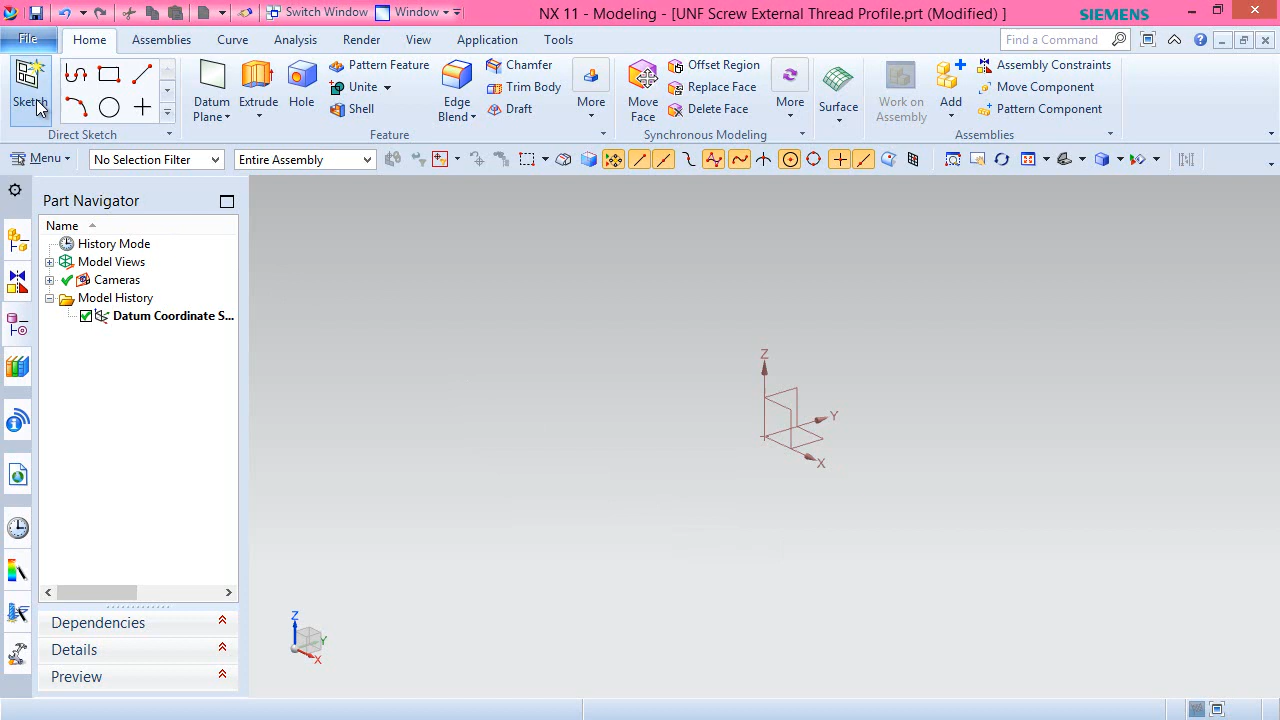 Switch Window Window NX 11 - Modeling - [UNF Screw External Thread Profile.prt (Modified) ] SIEMENS
File Home Assemblies Curve Analysis Render View Application Tools Find a Command
Sketch Datum Plane Extrude Hole Pattern Feature Unite Shell Edge Blend Chamfer Trim Body Draft More Move Face Offset Region Replace Face Delete Face More Surface Work on Assembly Add Assembly Constraints Move Component Pattern Component
Direct Sketch Feature Synchronous Modeling Assemblies
Menu No Selection Filter Entire Assembly
Part Navigator
Name
History Mode
Model Views
Cameras
Model History
Datum Coordinate S...
Z
Y
X
Dependencies
Details
Preview
Z
Y
X